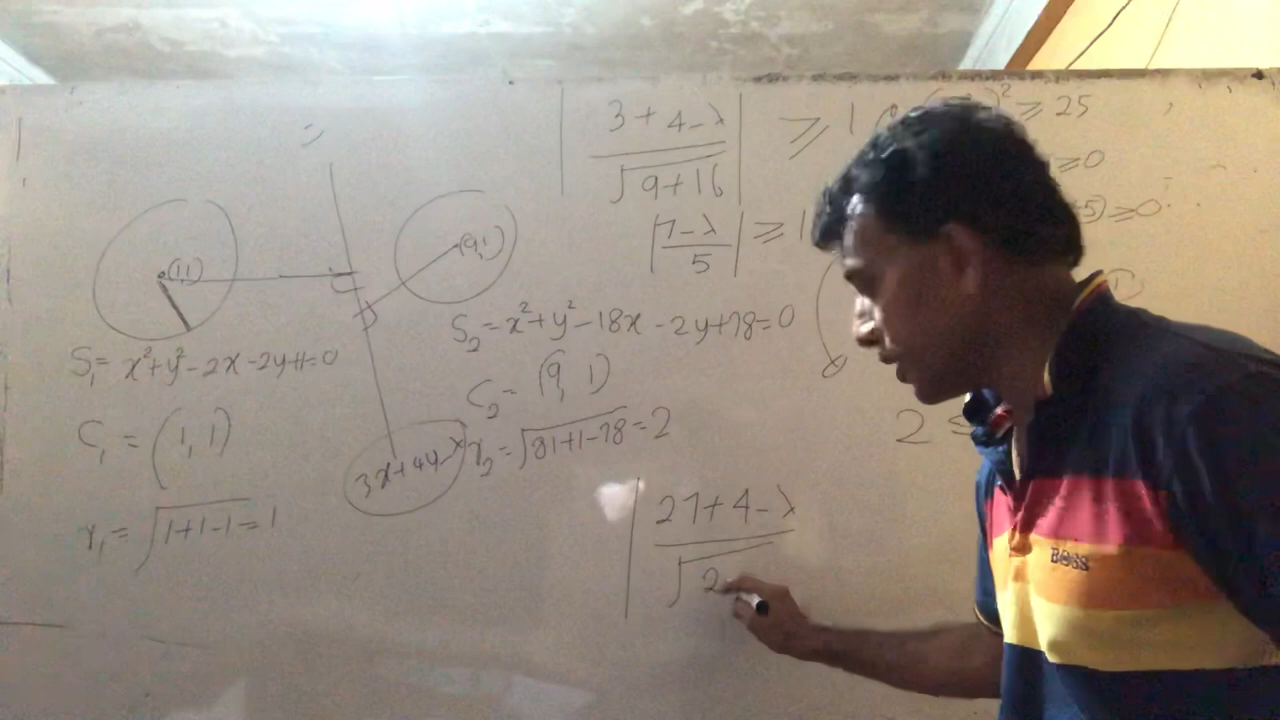 (1,1)
S₁= x²+y²-2x-2y+1=0
C₁ = (1, 1)
r₁ = √1+1-1 = 1
3x+4y-λ
(9,1)
S₂ = x²+y²-18x-2y+78=0
C₂ = (9, 1)
r₂ = √81+1-78 = 2
|3+4-λ / √9+16| ≥ 1
|7-λ / 5| ≥ 1
² ≥ 25
≥0
5) ≥0
2 ≤
|27+4-λ / √2
BOSS